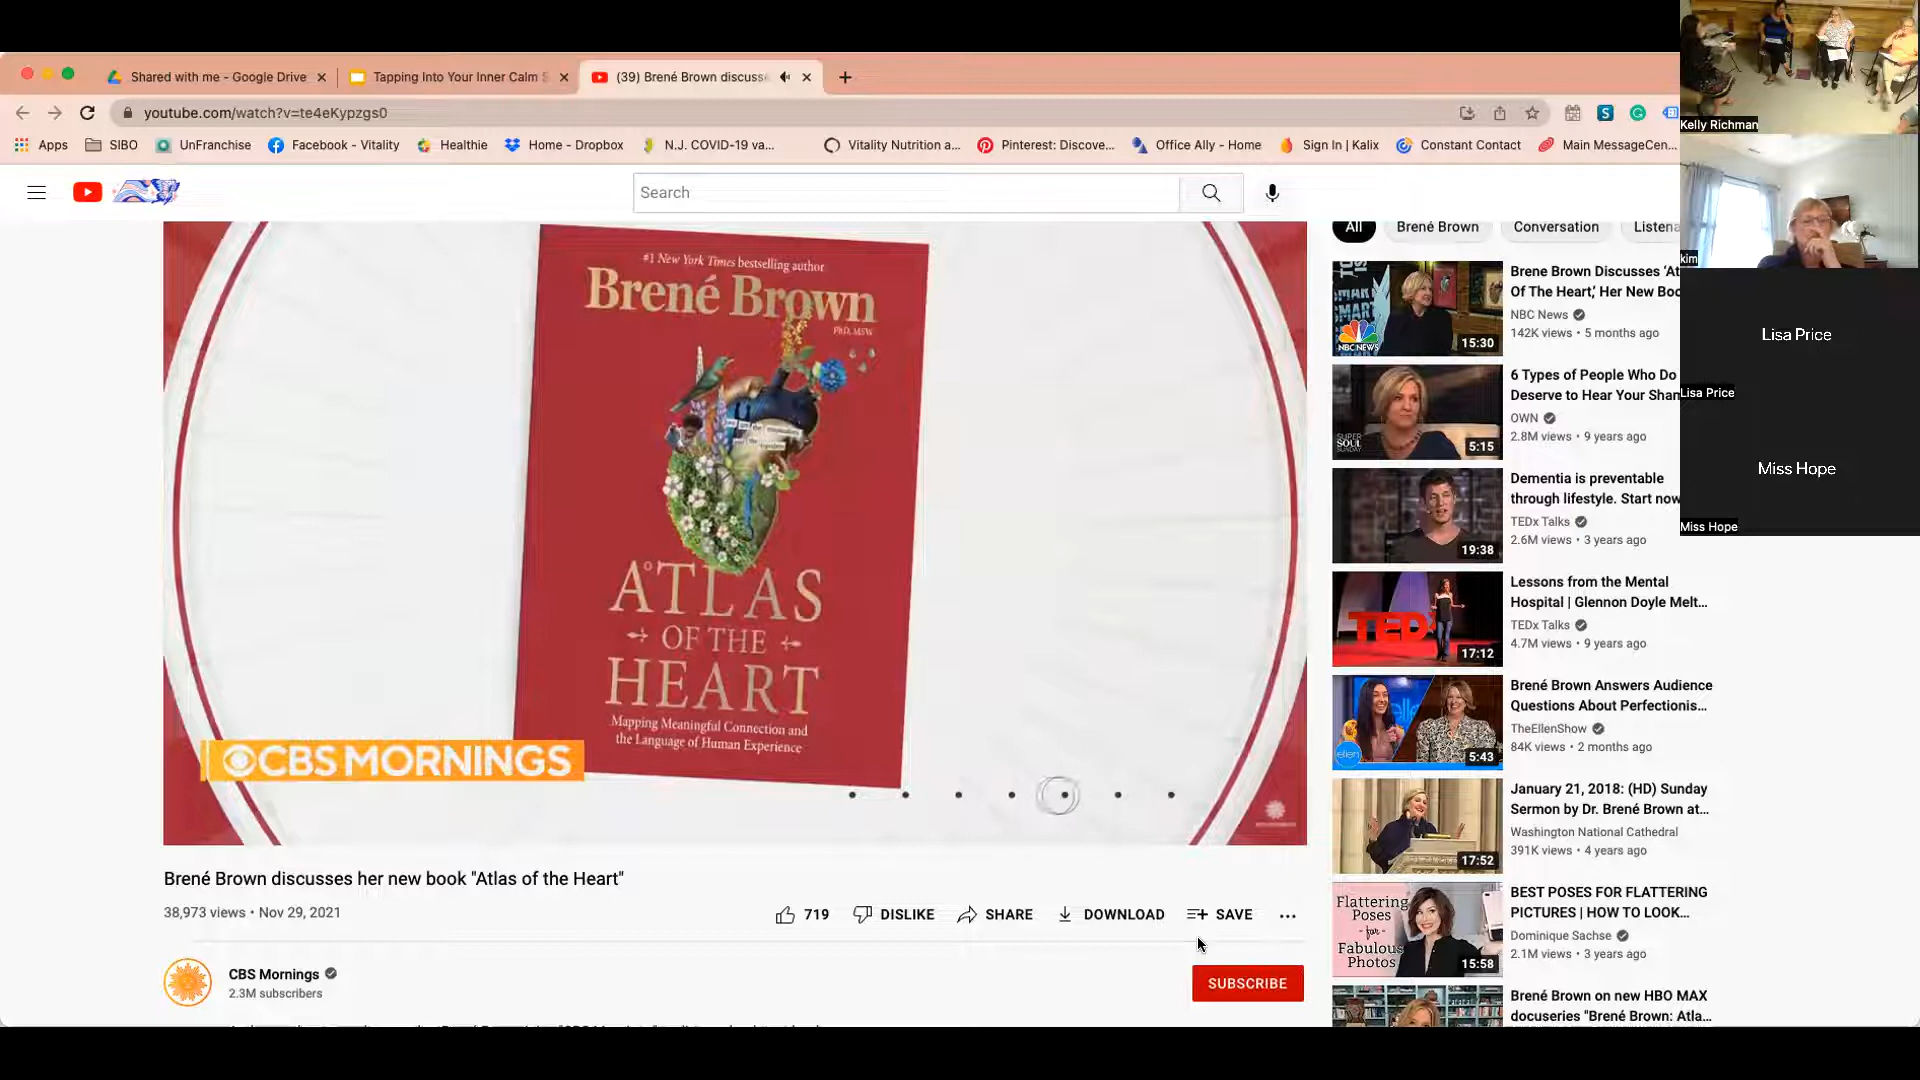 Shared with me - Google Drive
Tapping Into Your Inner Calm S
(39) Brené Brown discusse
youtube.com/watch?v=te4eKypzgs0
Apps
SIBO
UnFranchise
Facebook - Vitality
Healthie
Home - Dropbox
N.J. COVID-19 va...
Vitality Nutrition a...
Pinterest: Discove...
Office Ally - Home
Sign In | Kalix
Constant Contact
Main MessageCen...
Search
#1 New York Times bestselling author
Brené Brown
PhD, MSW
ATLAS
OF THE
HEART
Mapping Meaningful Connection and
the Language of Human Experience
CBS MORNINGS
Brené Brown discusses her new book "Atlas of the Heart"
38,973 views • Nov 29, 2021
719
DISLIKE
SHARE
DOWNLOAD
SAVE
CBS Mornings
2.3M subscribers
SUBSCRIBE
All
Brené Brown
Conversation
Listena
Brene Brown Discusses ‘At
Of The Heart,’ Her New Boo
NBC News
142K views • 5 months ago
NBC NEWS
15:30
6 Types of People Who Do
Deserve to Hear Your Shan
OWN
2.8M views • 9 years ago
SUPER
SOUL
SUNDAY
5:15
Dementia is preventable
through lifestyle. Start now
TEDx Talks
2.6M views • 3 years ago
19:38
Lessons from the Mental
Hospital | Glennon Doyle Melt...
TEDx Talks
4.7M views • 9 years ago
TED
17:12
Brené Brown Answers Audience
Questions About Perfectionis...
TheEllenShow
84K views • 2 months ago
ellen
5:43
January 21, 2018: (HD) Sunday
Sermon by Dr. Brené Brown at...
Washington National Cathedral
391K views • 4 years ago
17:52
BEST POSES FOR FLATTERING
PICTURES | HOW TO LOOK...
Dominique Sachse
2.1M views • 3 years ago
Flattering
Poses
-for-
Fabulous
Photos
15:58
Brené Brown on new HBO MAX
docuseries "Brené Brown: Atla...
Kelly Richman
kim
Lisa Price
Lisa Price
Miss Hope
Miss Hope